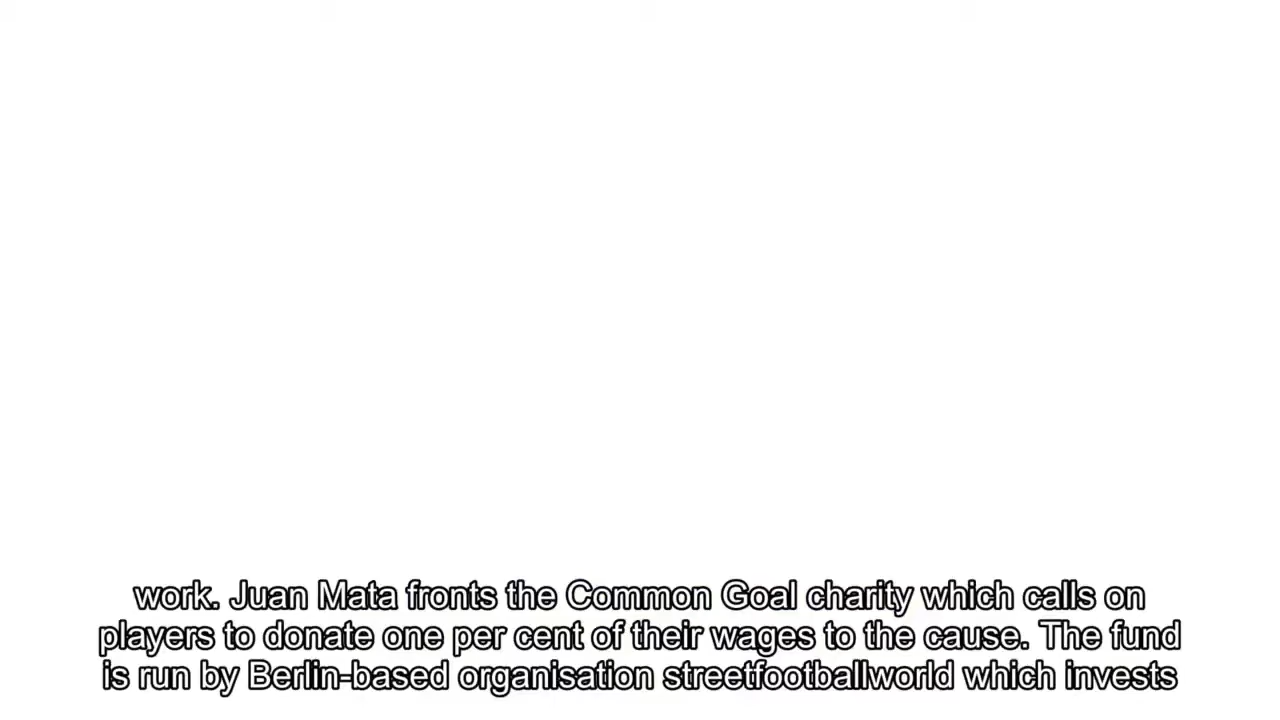 work. Juan Mata fronts the Common Goal charity which calls on
players to donate one per cent of their wages to the cause. The fund
is run by Berlin-based organisation streetfootballworld which invests